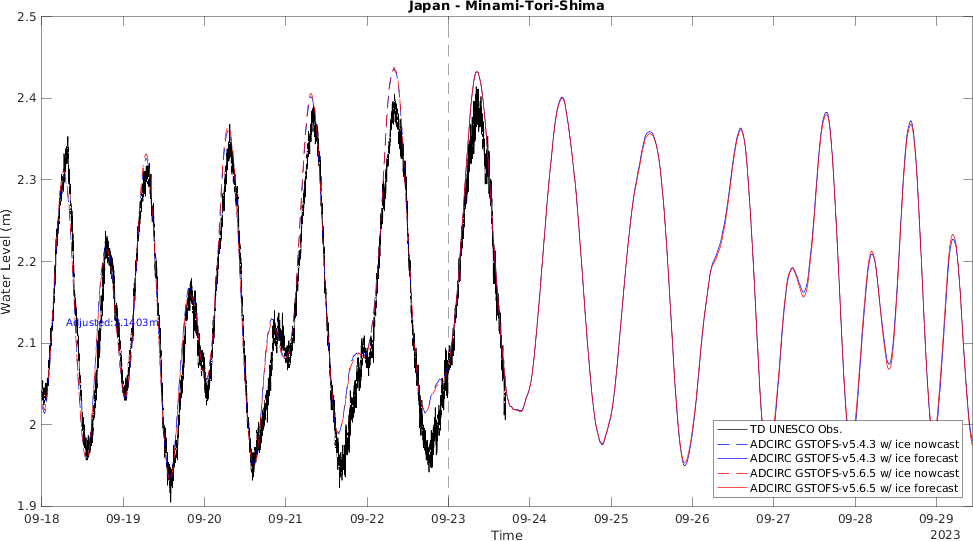 Japan - Minami-Tori-Shima
2.5
2.4
2.3
2.2
2.1
2
1.9
Water Level (m)
09-18
09-19
09-20
09-21
09-22
09-23
09-24
09-25
09-26
09-27
09-28
09-29
2023
Time
TD UNESCO Obs.
ADCIRC GSTOFS-v5.4.3 w/ ice nowcast
ADCIRC GSTOFS-v5.4.3 w/ ice forecast
ADCIRC GSTOFS-v5.6.5 w/ ice nowcast
ADCIRC GSTOFS-v5.6.5 w/ ice forecast